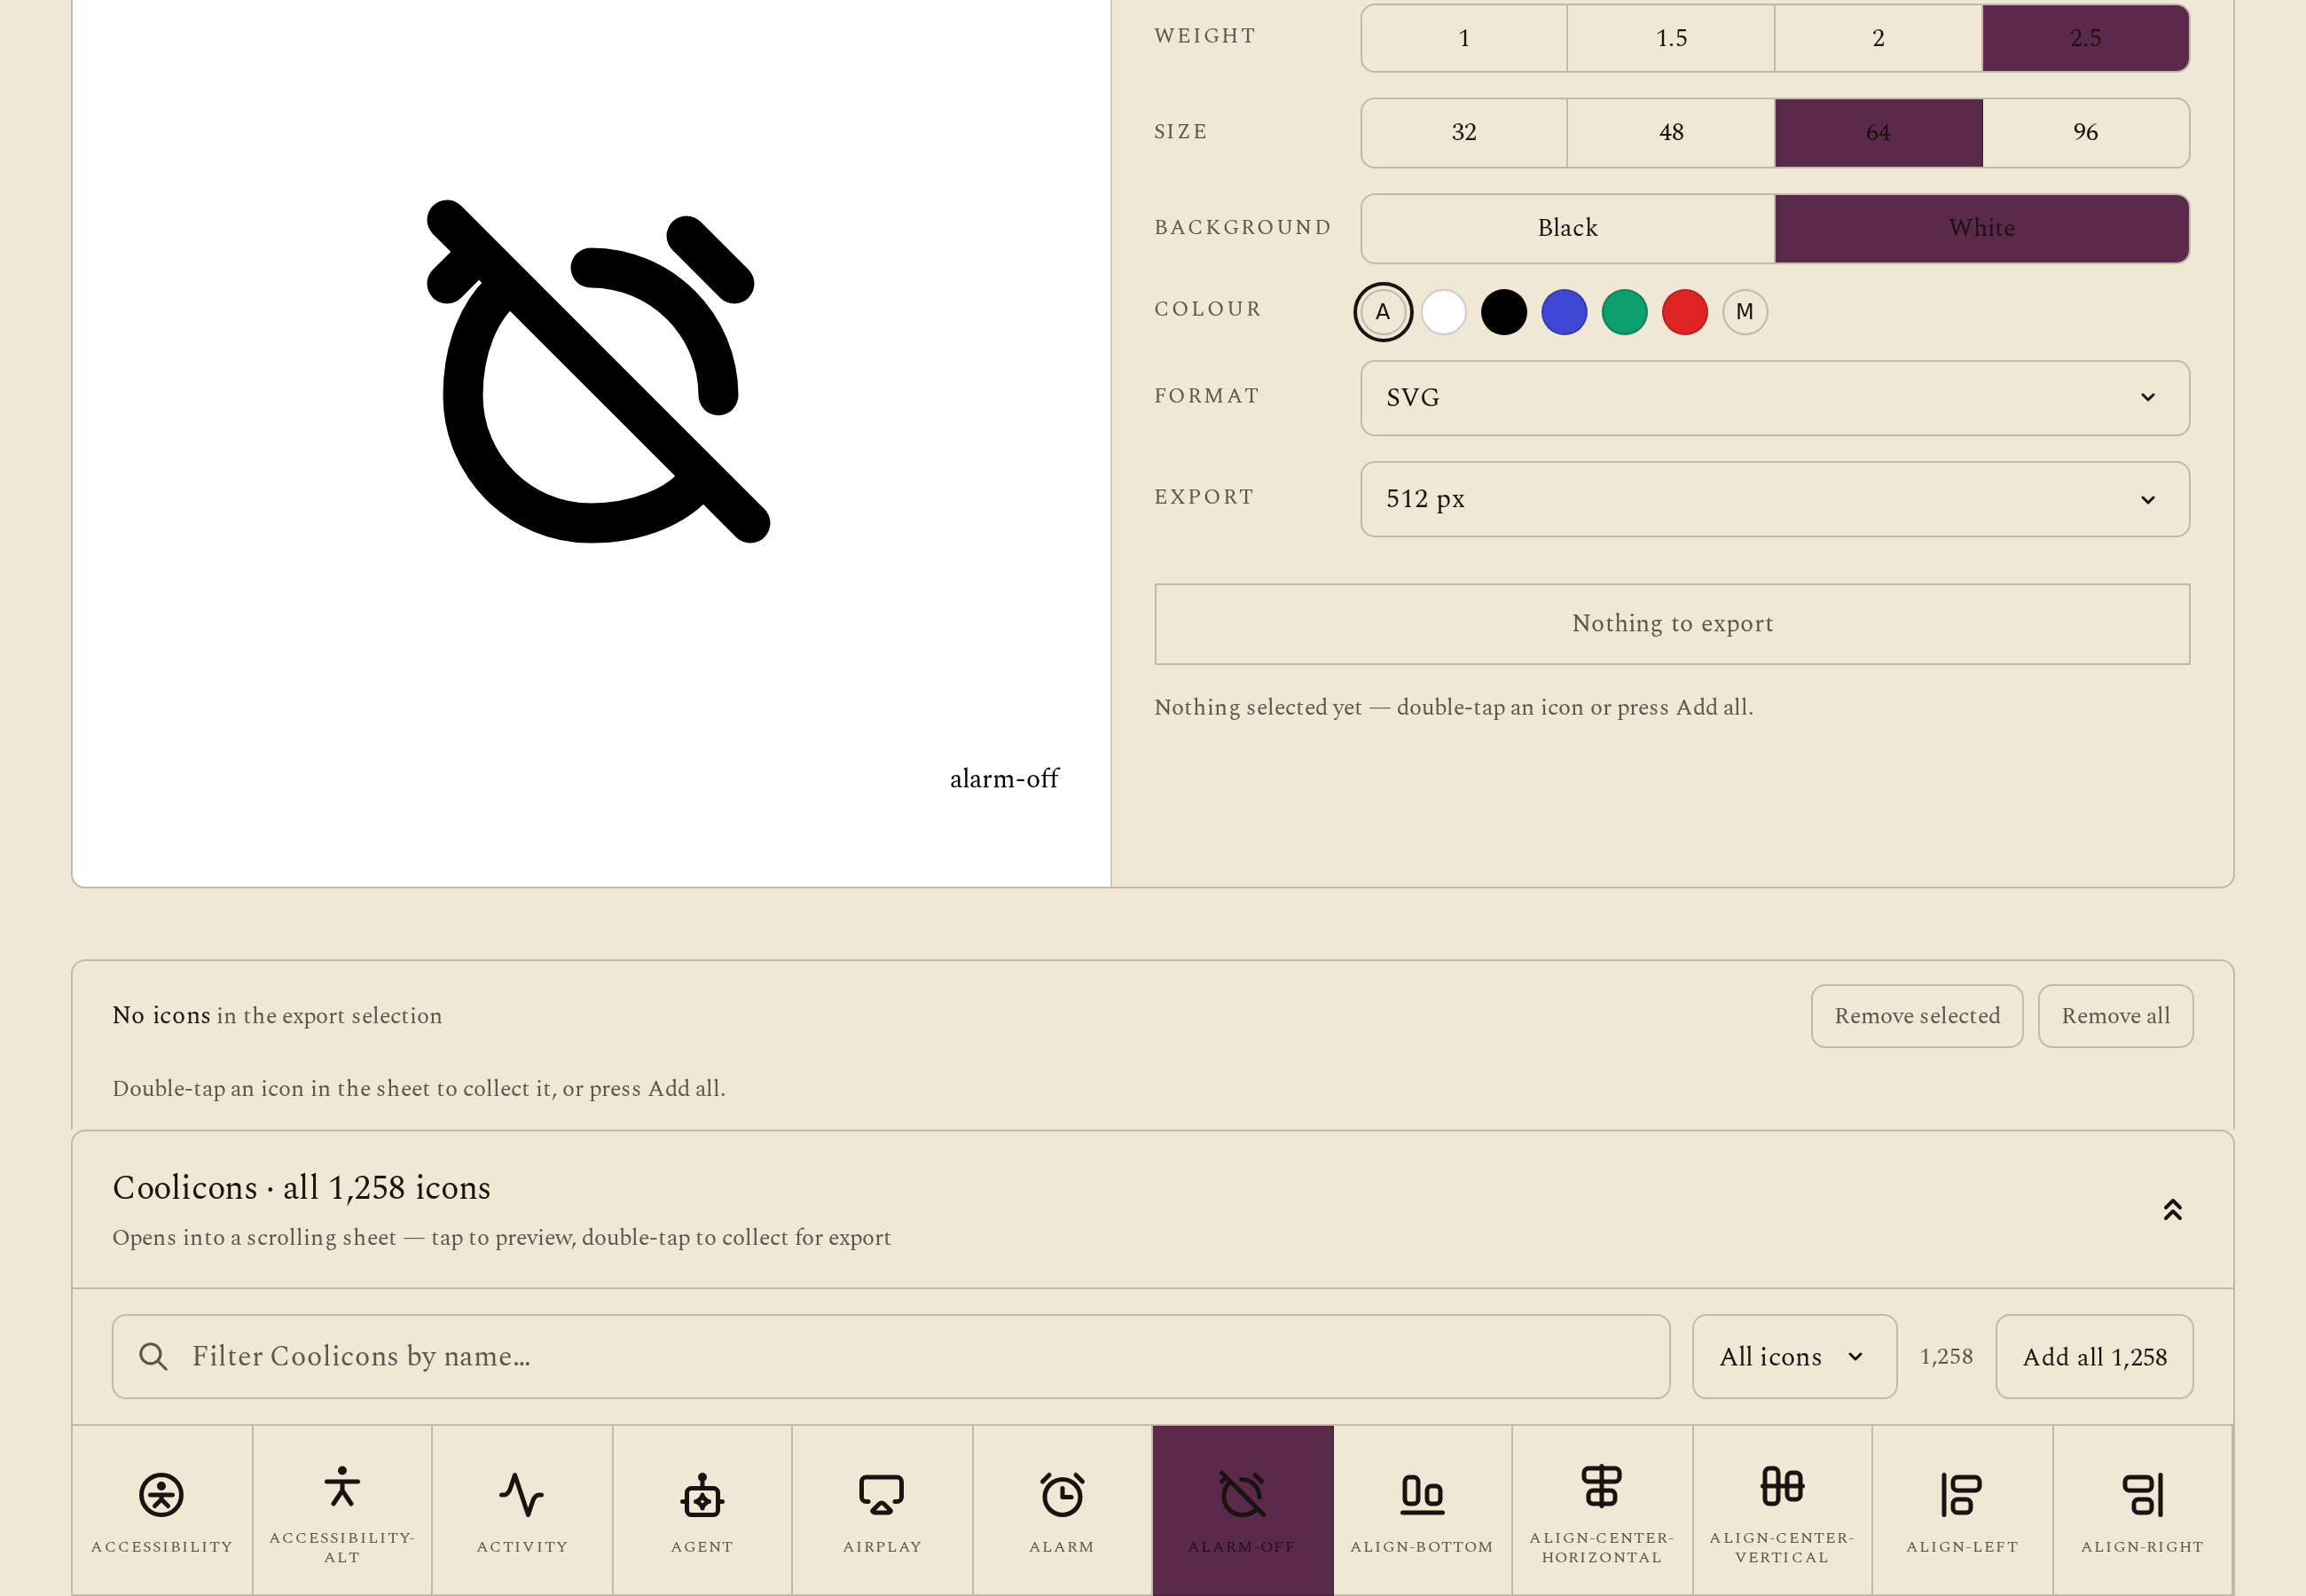 WEIGHT 1 1.5 2 2.5
SIZE 32 48 64 96
BACKGROUND Black White
COLOUR A M
FORMAT SVG
EXPORT 512 px
Nothing to export
Nothing selected yet — double-tap an icon or press Add all.
alarm-off
No icons in the export selection
Remove selected
Remove all
Double-tap an icon in the sheet to collect it, or press Add all.
Coolicons · all 1,258 icons
Opens into a scrolling sheet — tap to preview, double-tap to collect for export
Filter Coolicons by name…
All icons
1,258
Add all 1,258
ACCESSIBILITY
ACCESSIBILITY-
ALT
ACTIVITY
AGENT
AIRPLAY
ALARM
ALARM-OFF
ALIGN-BOTTOM
ALIGN-CENTER-
HORIZONTAL
ALIGN-CENTER-
VERTICAL
ALIGN-LEFT
ALIGN-RIGHT